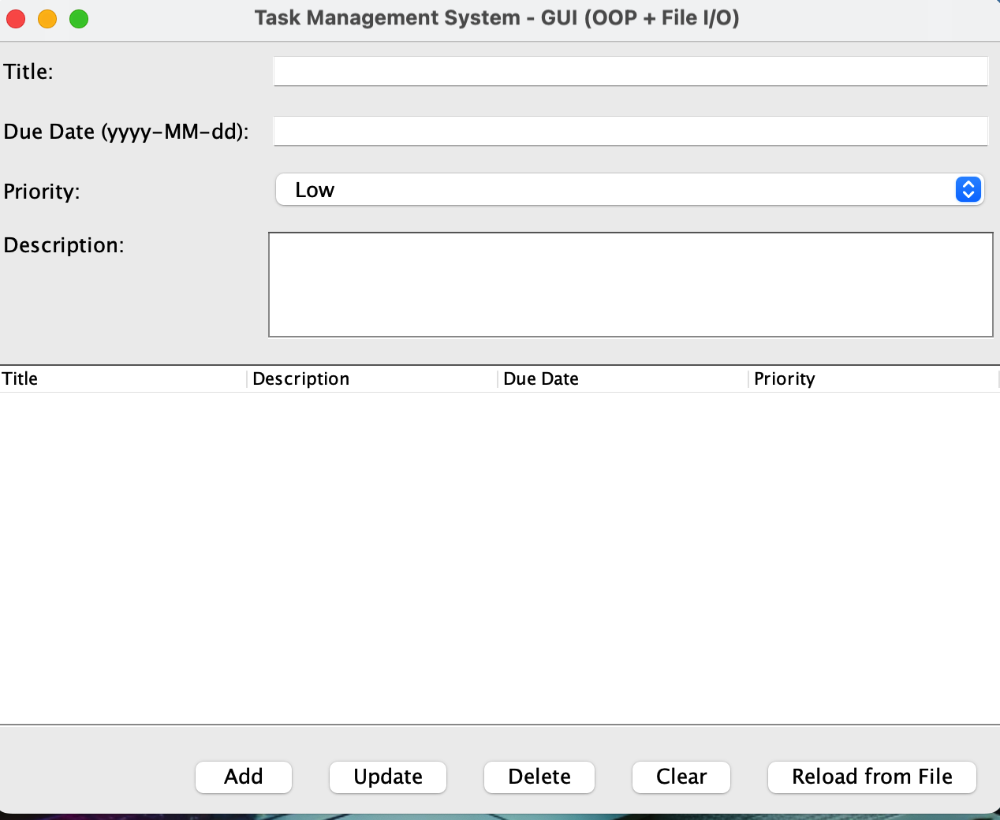 Task Management System - GUI (OOP + File I/O)
Title:
Due Date (yyyy-MM-dd):
Priority:
Low
Description:
Title Description Due Date Priority
Add Update Delete Clear Reload from File